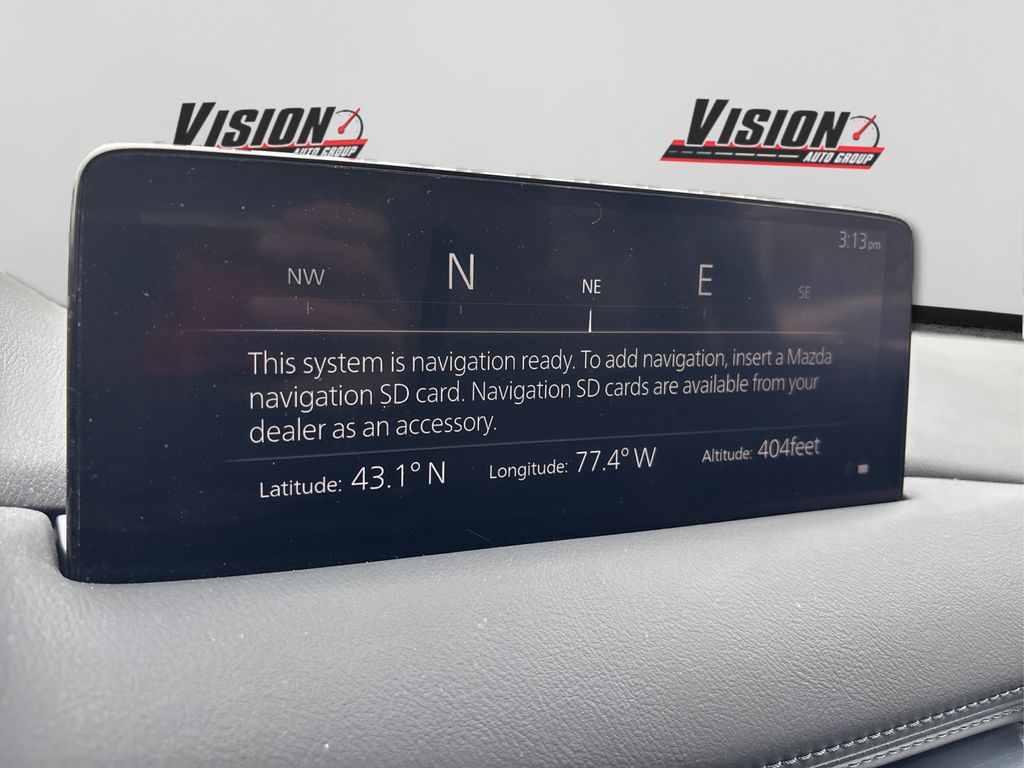 VISION
AUTO GROUP
VISION
AUTO GROUP
3:13pm
NW N NE E SE
This system is navigation ready. To add navigation, insert a Mazda
navigation SD card. Navigation SD cards are available from your
dealer as an accessory.
Latitude: 43.1° N Longitude: 77.4° W Altitude: 404feet